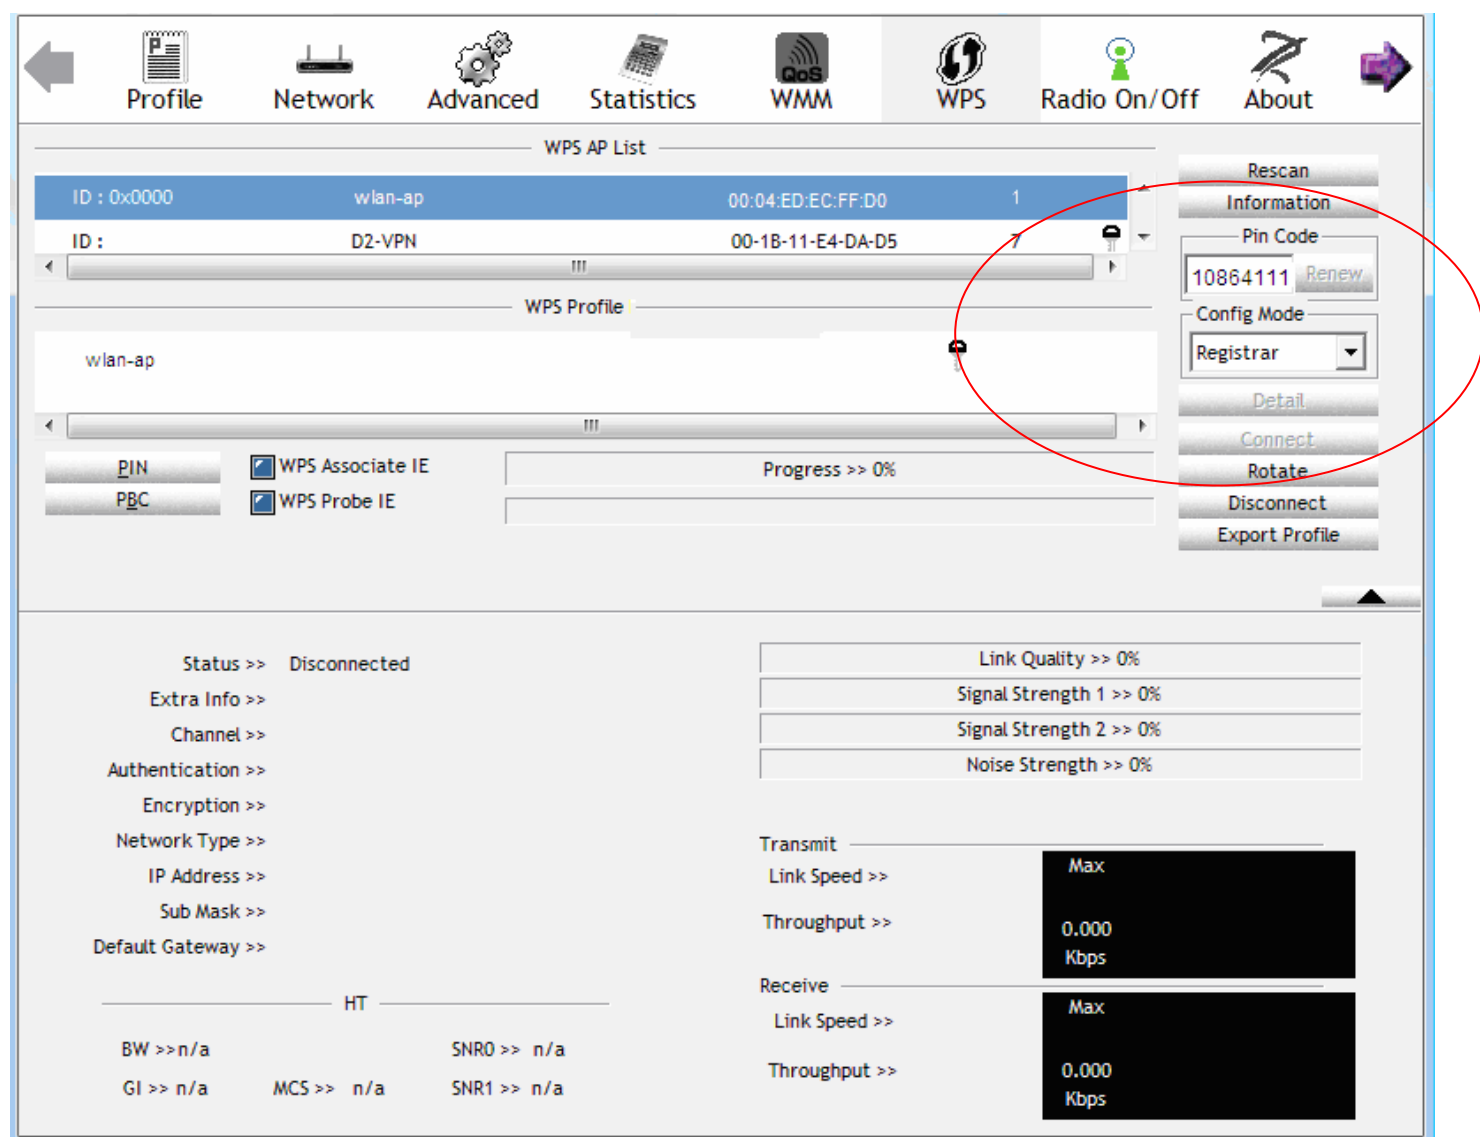 Profile Network Advanced Statistics QoS WMM WPS Radio On/Off About
WPS AP List
ID : 0x0000 wlan-ap 00:04:ED:EC:FF:D0 1
ID : D2-VPN 00-1B-11-E4-DA-D5 7
WPS Profile
wlan-ap
PIN WPS Associate IE Progress >> 0%
PBC WPS Probe IE
Rescan
Information
Pin Code
10864111 Renew
Config Mode
Registrar
Detail
Connect
Rotate
Disconnect
Export Profile
Status >> Disconnected
Extra Info >>
Channel >>
Authentication >>
Encryption >>
Network Type >>
IP Address >>
Sub Mask >>
Default Gateway >>
HT
BW >>n/a SNR0 >> n/a
GI >> n/a MCS >> n/a SNR1 >> n/a
Link Quality >> 0%
Signal Strength 1 >> 0%
Signal Strength 2 >> 0%
Noise Strength >> 0%
Transmit
Link Speed >> Max
Throughput >> 0.000
Kbps
Receive
Link Speed >> Max
Throughput >> 0.000
Kbps